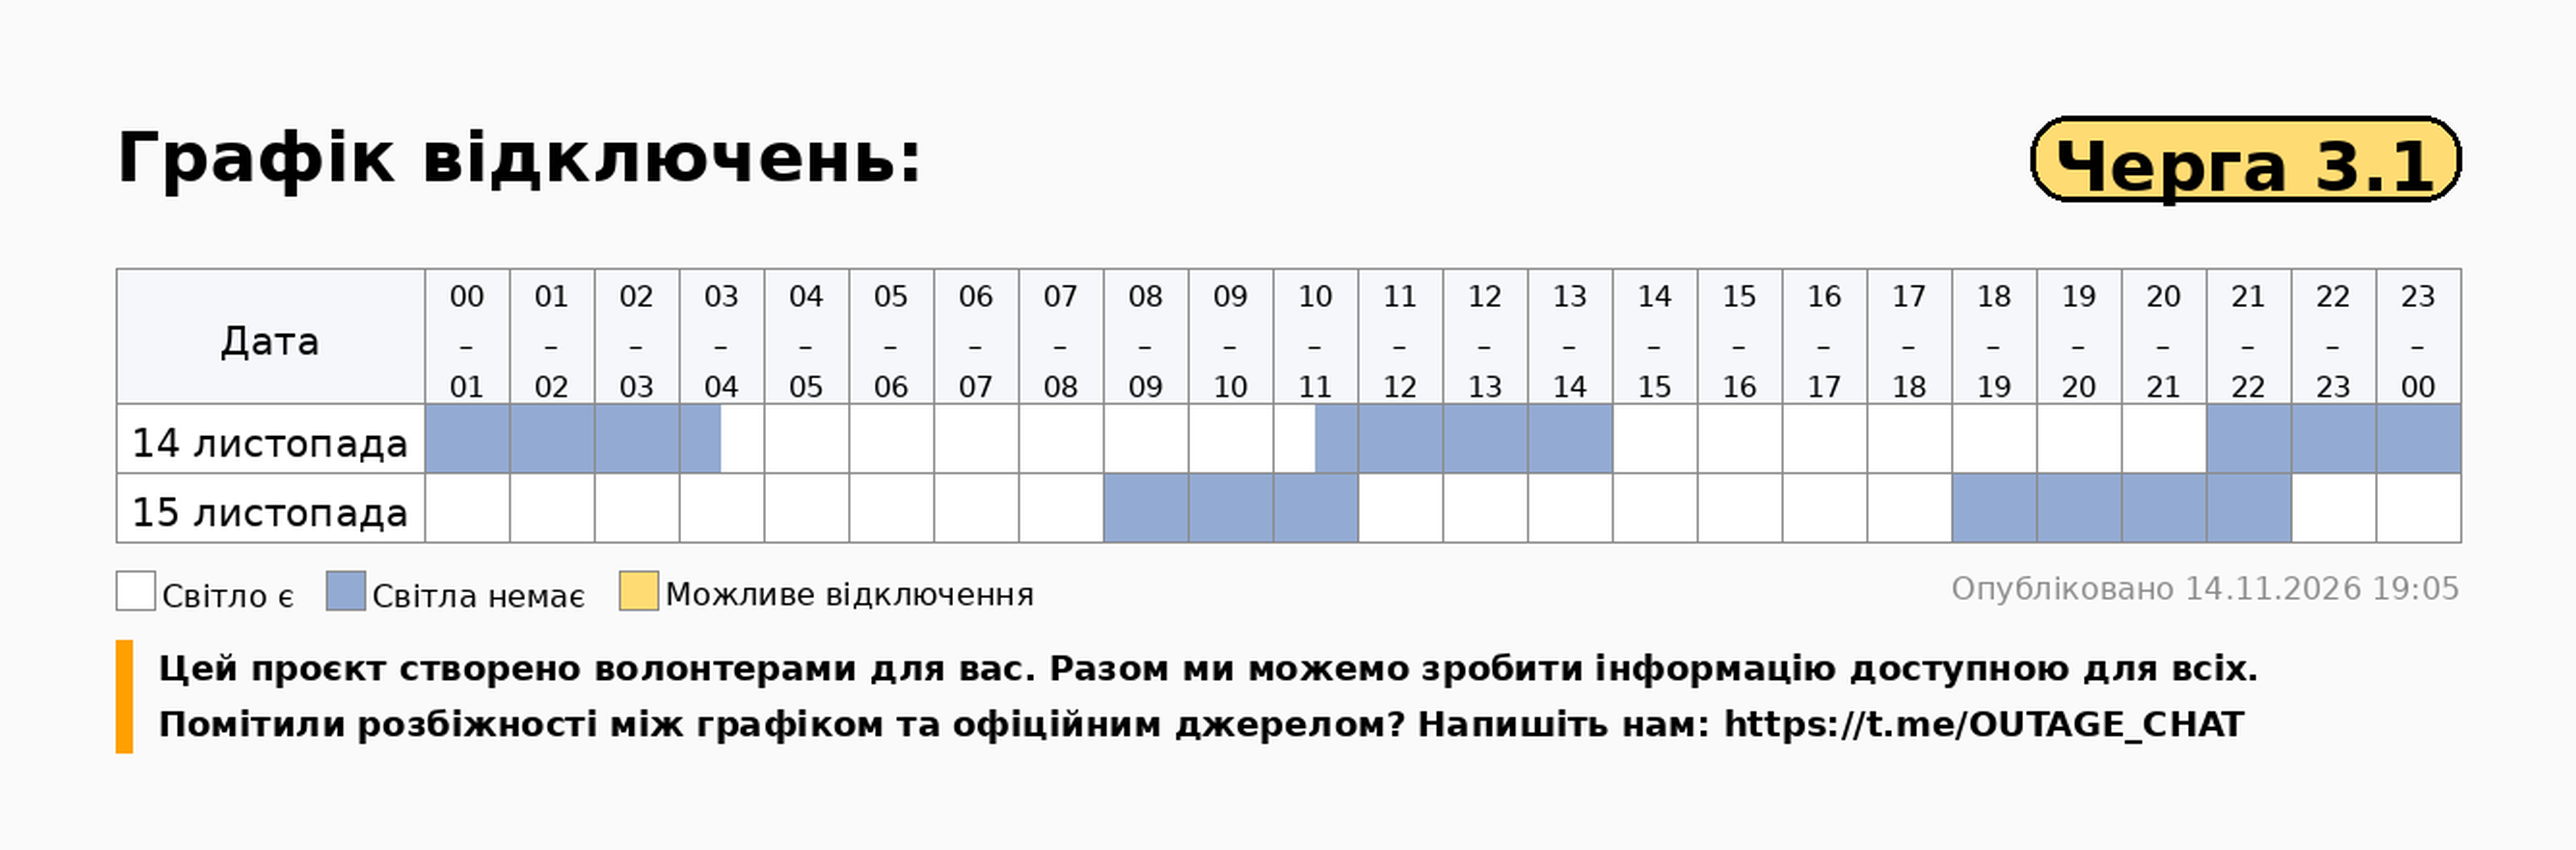 Графік відключень:
Черга 3.1
Дата 00 – 01 01 – 02 02 – 03 03 – 04 04 – 05 05 – 06 06 – 07 07 – 08 08 – 09 09 – 10 10 – 11 11 – 12 12 – 13 13 – 14 14 – 15 15 – 16 16 – 17 17 – 18 18 – 19 19 – 20 20 – 21 21 – 22 22 – 23 23 – 00
14 листопада
15 листопада
Світло є Світла немає Можливе відключення
Опубліковано 14.11.2026 19:05
Цей проєкт створено волонтерами для вас. Разом ми можемо зробити інформацію доступною для всіх.
Помітили розбіжності між графіком та офіційним джерелом? Напишіть нам: https://t.me/OUTAGE_CHAT